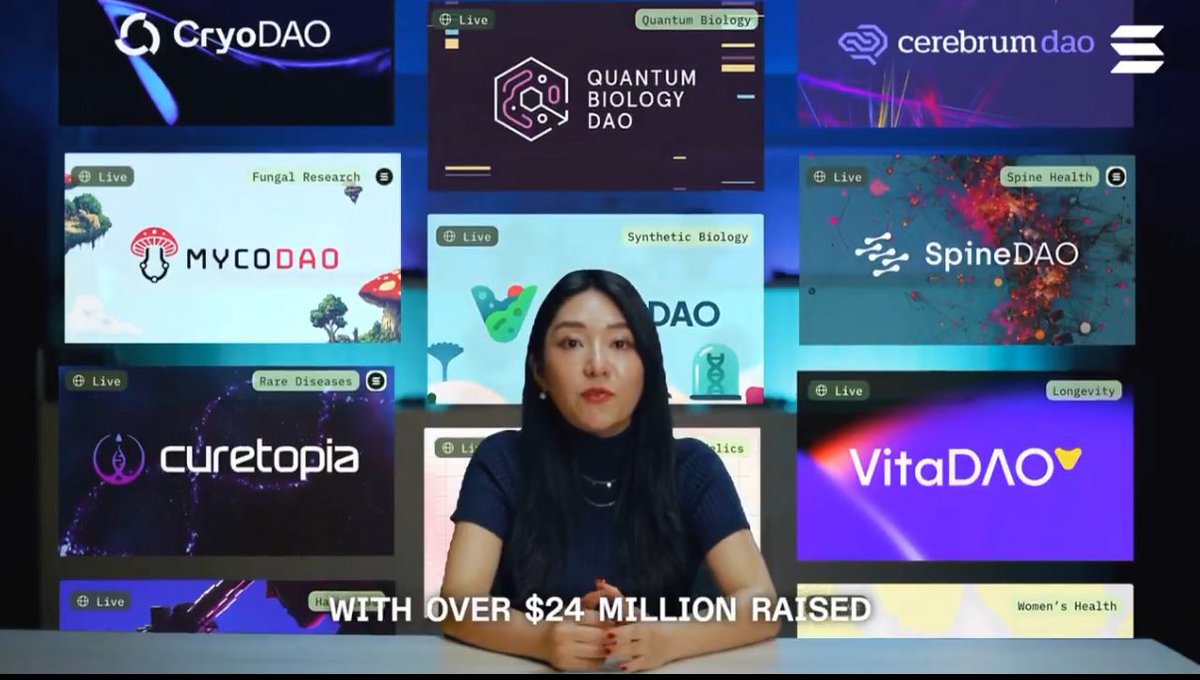 CryoDAO
Live
Quantum Biology
QUANTUM
BIOLOGY
DAO
cerebrum dao
Live
Fungal Research
MYCODAO
Live
Synthetic Biology
DAO
Live
Spine Health
SpineDAO
Live
Rare Diseases
curetopia
Live
Longevity
VitaDAO
Live
WITH OVER $24 MILLION RAISED
Women's Health